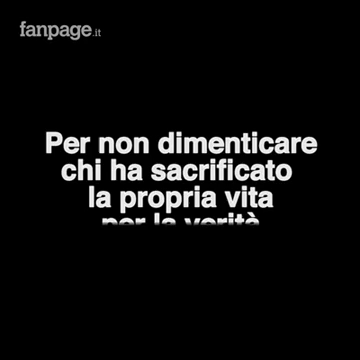 fanpage.it
Per non dimenticare
chi ha sacrificato
la propria vita
per la verità